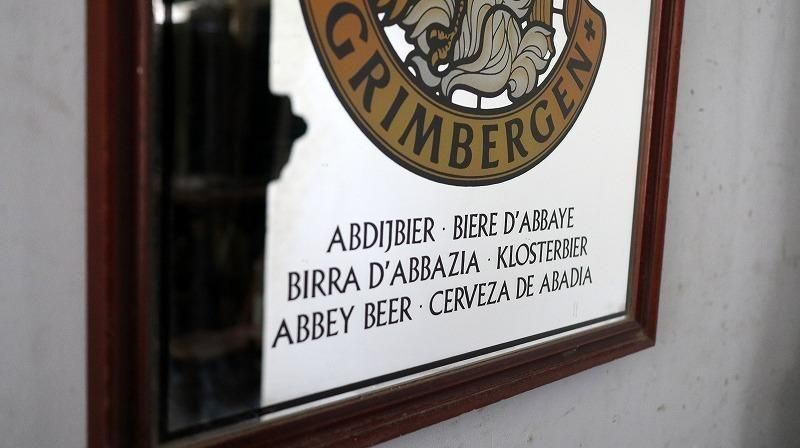 GRIMBERGEN +
ABDIJBIER · BIERE D'ABBAYE
BIRRA D'ABBAZIA · KLOSTERBIER
ABBEY BEER · CERVEZA DE ABADIA